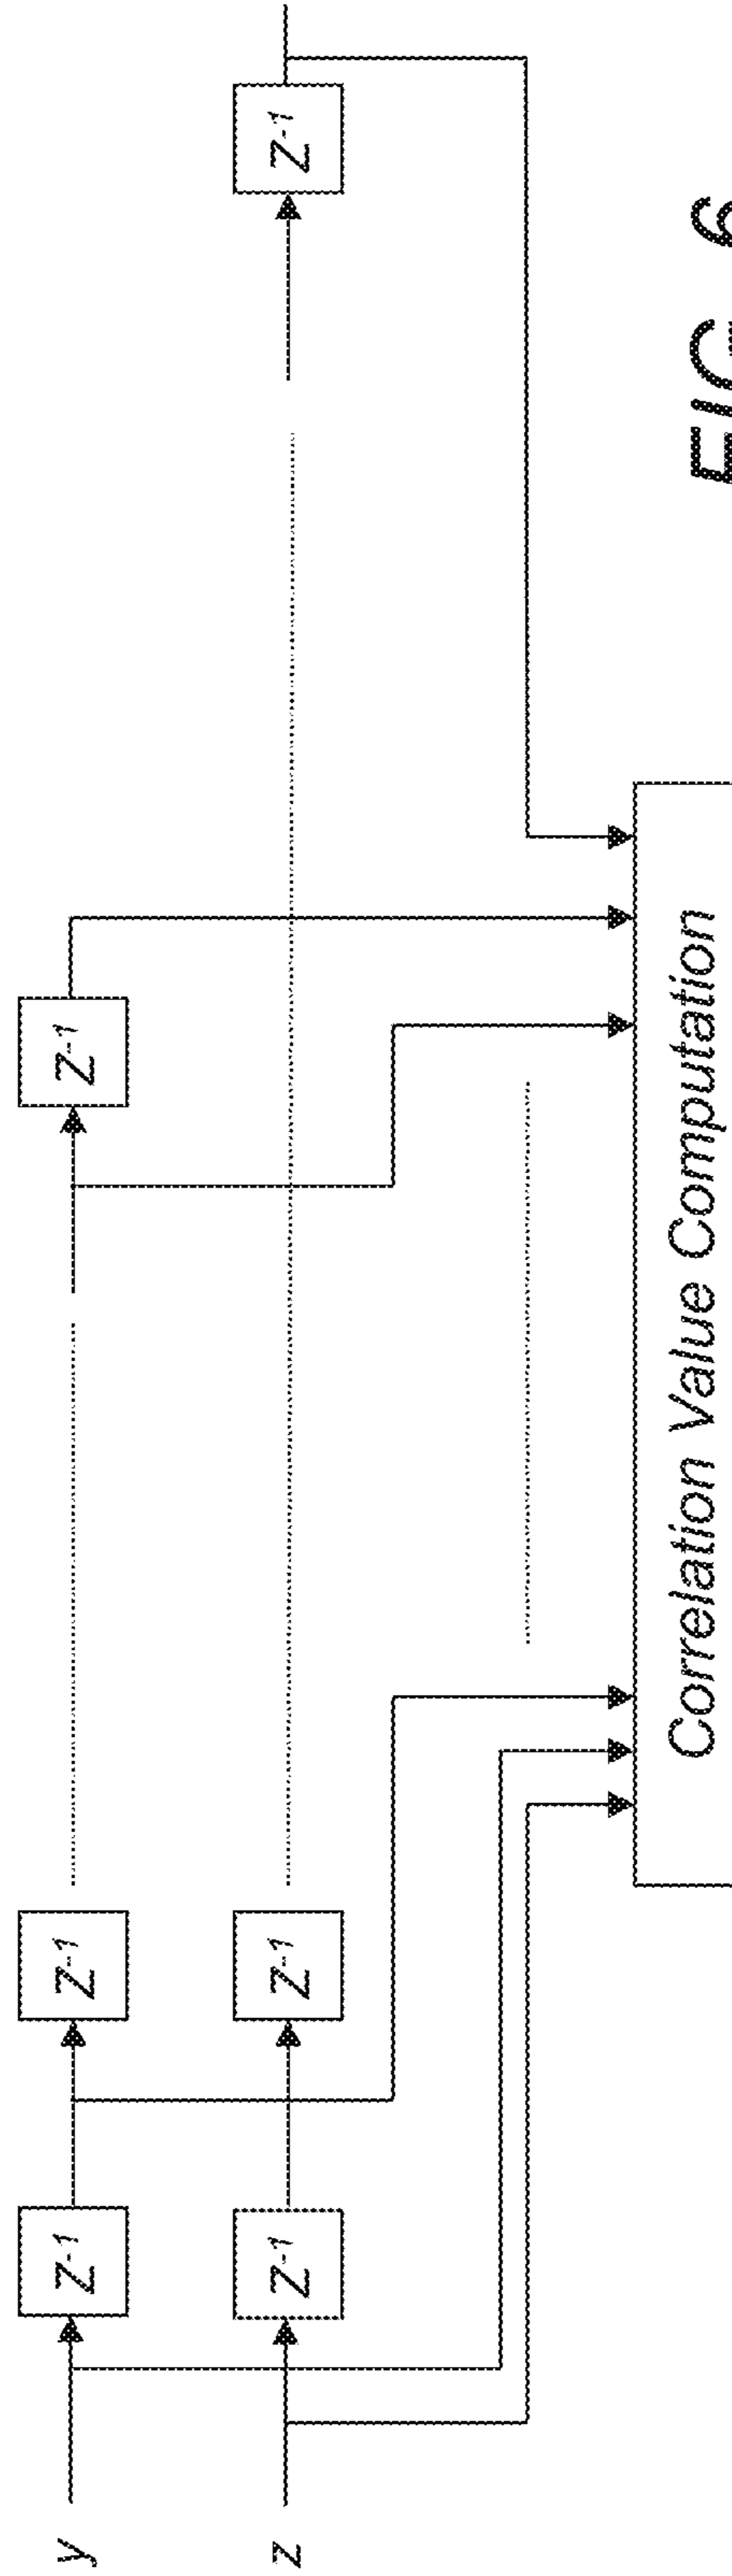 y
Z⁻¹
Z⁻¹
Z⁻¹
z
Z⁻¹
Z⁻¹
Z⁻¹
Correlation Value Computation
FIG. 6